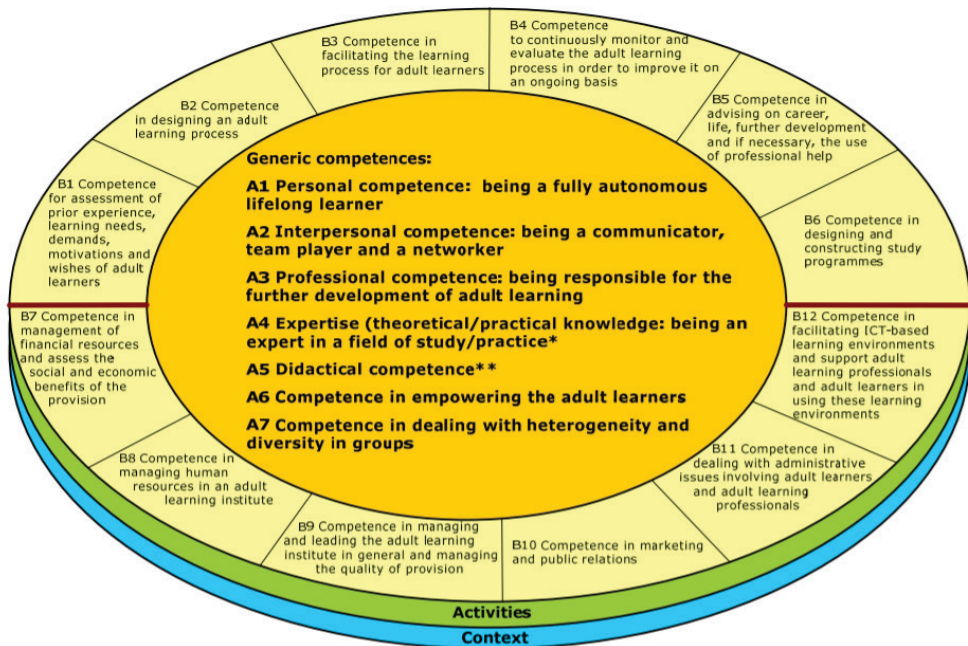 B4 Competence
to continuously monitor and
evaluate the adult learning
process in order to improve it on
an ongoing basis
B3 Competence in
facilitating the learning
process for adult learners
B2 Competence
in designing an adult
learning process
B5 Competence in
advising on career,
life, further development
and if necessary, the use
of professional help
B1 Competence
for assessment of
prior experience,
learning needs,
demands,
motivations and
wishes of adult
learners
B6 Competence in
designing and
constructing study
programmes
Generic competences:
A1 Personal competence: being a fully autonomous
lifelong learner
A2 Interpersonal competence: being a communicator,
team player and a networker
A3 Professional competence: being responsible for the
further development of adult learning
A4 Expertise (theoretical/practical knowledge: being an
expert in a field of study/practice*
A5 Didactical competence**
A6 Competence in empowering the adult learners
A7 Competence in dealing with heterogeneity and
diversity in groups
B7 Competence in
management of
financial resources
and assess the
social and economic
benefits of the
provision
B12 Competence in
facilitating ICT-based
learning environments
and support adult
learning professionals
and adult learners in
using these learning
environments
B8 Competence in
managing human
resources in an adult
learning institute
B11 Competence in
dealing with administrative
issues involving adult learners
and adult learning
professionals
B9 Competence in managing
and leading the adult learning
institute in general and managing
the quality of provision
B10 Competence in marketing
and public relations
Activities
Context